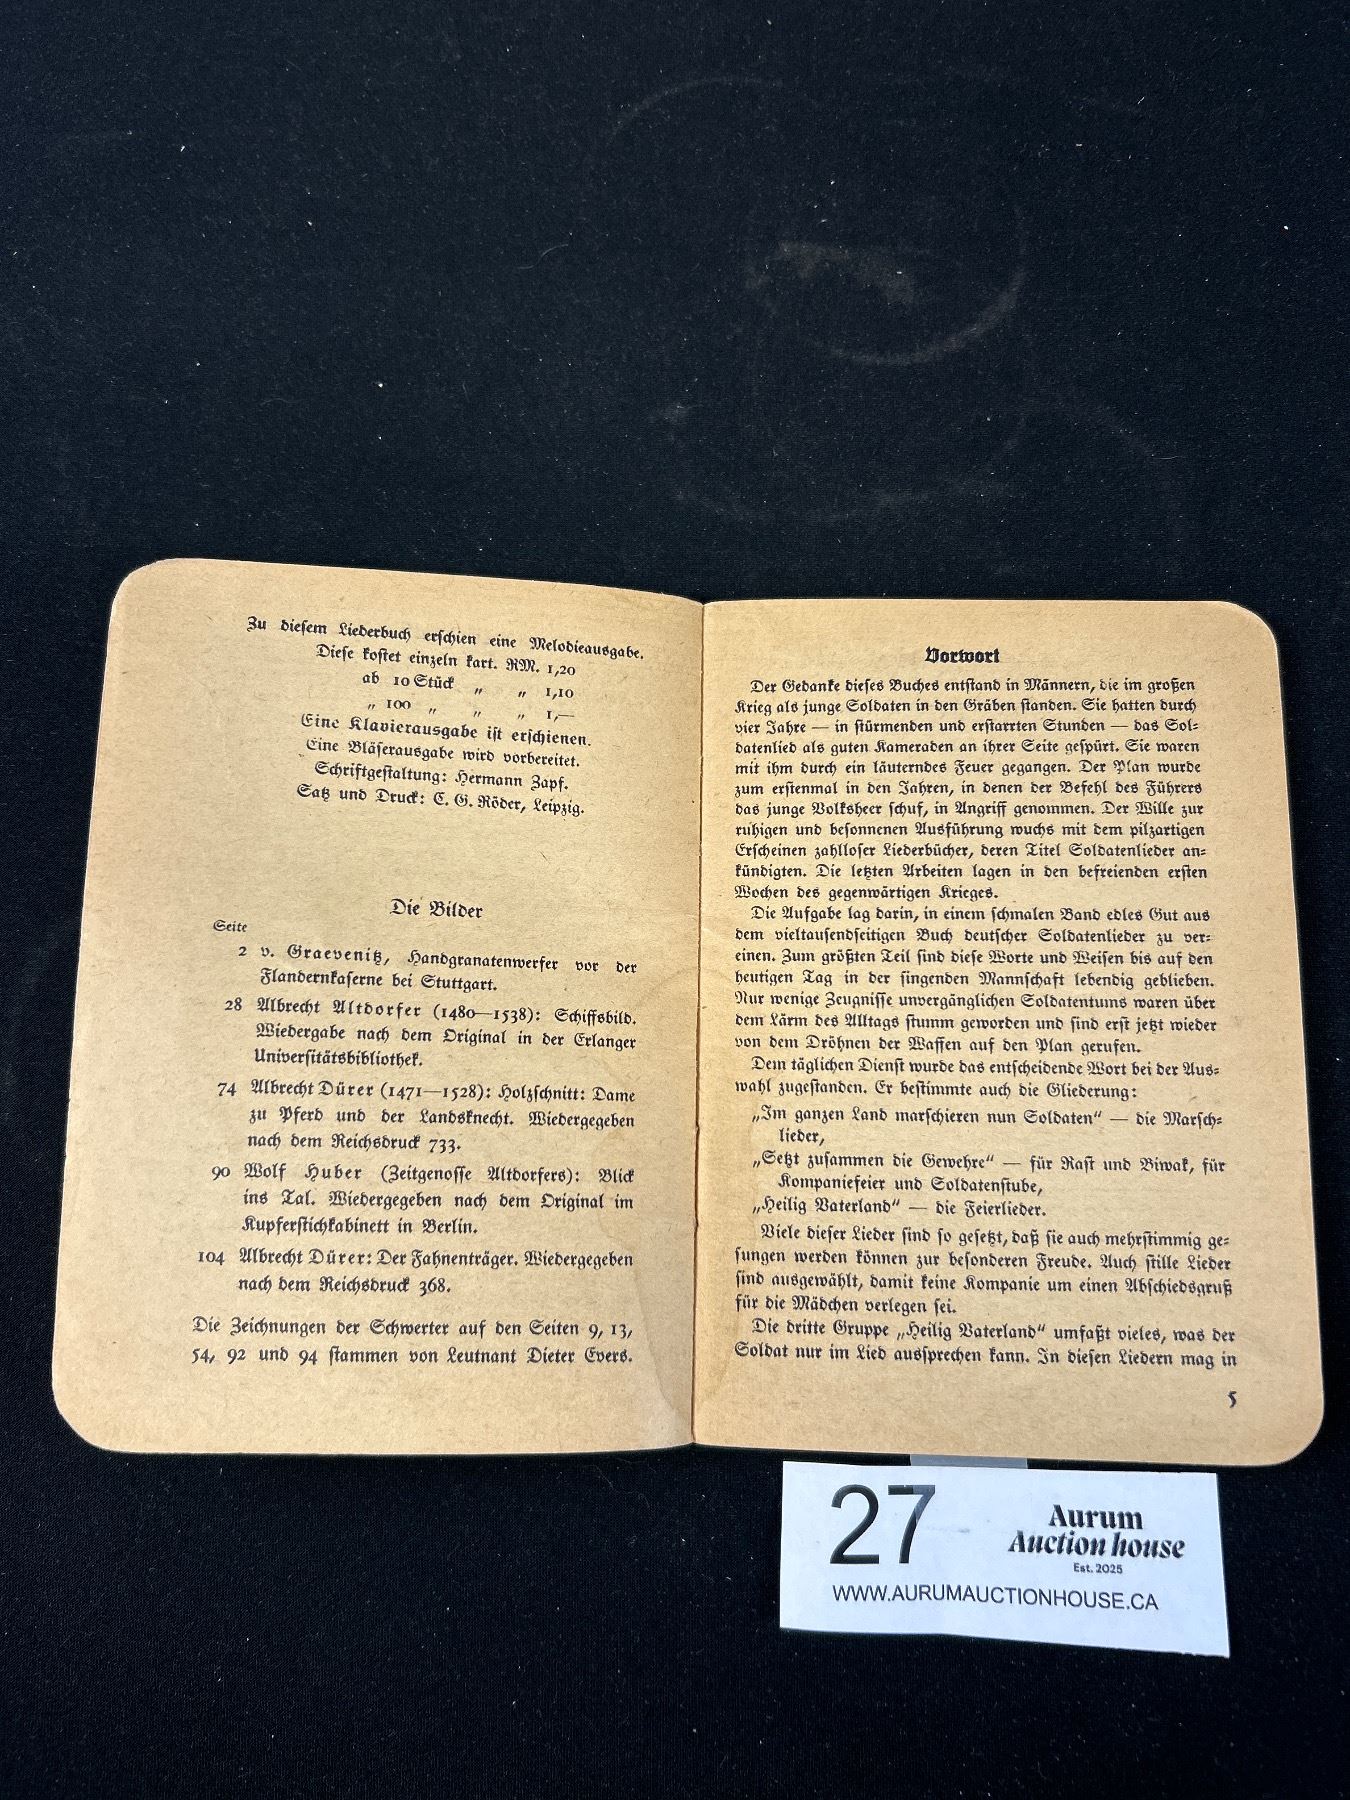 Zu diesem Liederbuch erschien eine Melodieausgabe.
Diese kostet einzeln kart. RM. 1,20
ab 10 Stück „ „ 1,10
„ 100 „ „ „ 1,—
Eine Klavierausgabe ist erschienen.
Eine Bläserausgabe wird vorbereitet.
Schriftgestaltung: Hermann Zapf.
Satz und Druck: C. G. Röder, Leipzig.
Die Bilder
Seite
2 v. Graevenitz, Handgranatenwerfer vor der
Flandernkaserne bei Stuttgart.
28 Albrecht Altdorfer (1480—1538): Schiffsbild.
Wiedergabe nach dem Original in der Erlanger
Universitätsbibliothek.
74 Albrecht Dürer (1471—1528): Holzschnitt: Dame
zu Pferd und der Landsknecht. Wiedergegeben
nach dem Reichsdruck 733.
90 Wolf Huber (Zeitgenosse Altdorfers): Blick
ins Tal. Wiedergegeben nach dem Original im
Kupferstichkabinett in Berlin.
104 Albrecht Dürer: Der Fahnenträger. Wiedergegeben
nach dem Reichsdruck 368.
Die Zeichnungen der Schwerter auf den Seiten 9, 13,
54, 92 und 94 stammen von Leutnant Dieter Evers.
Vorwort
Der Gedanke dieses Buches entstand in Männern, die im großen
Krieg als junge Soldaten in den Gräben standen. Sie hatten durch
vier Jahre — in stürmenden und erstarrten Stunden — das Sol-
datenlied als guten Kameraden an ihrer Seite gespürt. Sie waren
mit ihm durch ein läuterndes Feuer gegangen. Der Plan wurde
zum erstenmal in den Jahren, in denen der Befehl des Führers
das junge Volksheer schuf, in Angriff genommen. Der Wille zur
ruhigen und besonnenen Ausführung wuchs mit dem pilzartigen
Erscheinen zahlloser Liederbücher, deren Titel Soldatenlieder an-
kündigten. Die letzten Arbeiten lagen in den befreienden ersten
Wochen des gegenwärtigen Krieges.
Die Aufgabe lag darin, in einem schmalen Band edles Gut aus
dem vieltausendseitigen Buch deutscher Soldatenlieder zu ver-
einen. Zum größten Teil sind diese Worte und Weisen bis auf den
heutigen Tag in der singenden Mannschaft lebendig geblieben.
Nur wenige Zeugnisse unvergänglichen Soldatentums waren über
dem Lärm des Alltags stumm geworden und sind erst jetzt wieder
von dem Dröhnen der Waffen auf den Plan gerufen.
Dem täglichen Dienst wurde das entscheidende Wort bei der Aus-
wahl zugestanden. Er bestimmte auch die Gliederung:
„Im ganzen Land marschieren nun Soldaten“ — die Marsch-
lieder,
„Setzt zusammen die Gewehre“ — für Rast und Biwak, für
Kompaniefeier und Soldatenstube,
„Heilig Vaterland“ — die Feierlieder.
Viele dieser Lieder sind so gesetzt, daß sie auch mehrstimmig ge-
sungen werden können zur besonderen Freude. Auch stille Lieder
sind ausgewählt, damit keine Kompanie um einen Abschiedsgruß
für die Mädchen verlegen sei.
Die dritte Gruppe „Heilig Vaterland“ umfaßt vieles, was der
Soldat nur im Lied aussprechen kann. In diesen Liedern mag in
5
27
Aurum
Auction house
Est. 2025
WWW.AURUMAUCTIONHOUSE.CA